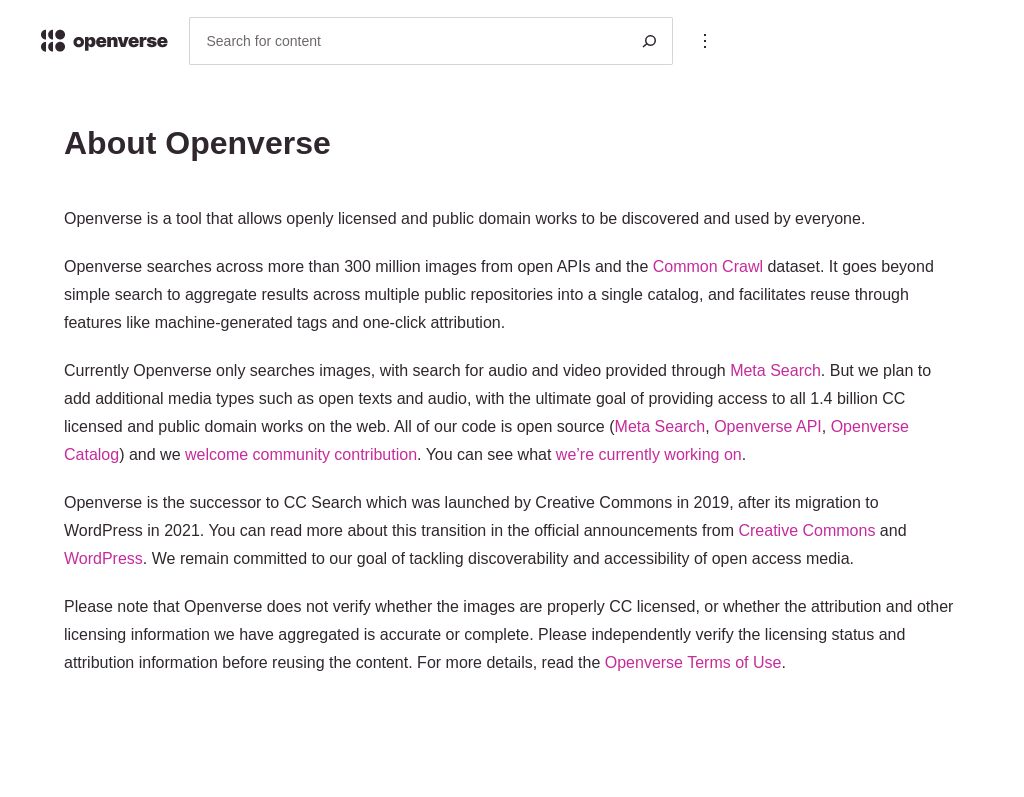 openverse
Search for content
About Openverse
Openverse is a tool that allows openly licensed and public domain works to be discovered and used by everyone.
Openverse searches across more than 300 million images from open APIs and the Common Crawl dataset. It goes beyond
simple search to aggregate results across multiple public repositories into a single catalog, and facilitates reuse through
features like machine-generated tags and one-click attribution.
Currently Openverse only searches images, with search for audio and video provided through Meta Search. But we plan to
add additional media types such as open texts and audio, with the ultimate goal of providing access to all 1.4 billion CC
licensed and public domain works on the web. All of our code is open source (Meta Search, Openverse API, Openverse
Catalog) and we welcome community contribution. You can see what we’re currently working on.
Openverse is the successor to CC Search which was launched by Creative Commons in 2019, after its migration to
WordPress in 2021. You can read more about this transition in the official announcements from Creative Commons and
WordPress. We remain committed to our goal of tackling discoverability and accessibility of open access media.
Please note that Openverse does not verify whether the images are properly CC licensed, or whether the attribution and other
licensing information we have aggregated is accurate or complete. Please independently verify the licensing status and
attribution information before reusing the content. For more details, read the Openverse Terms of Use.